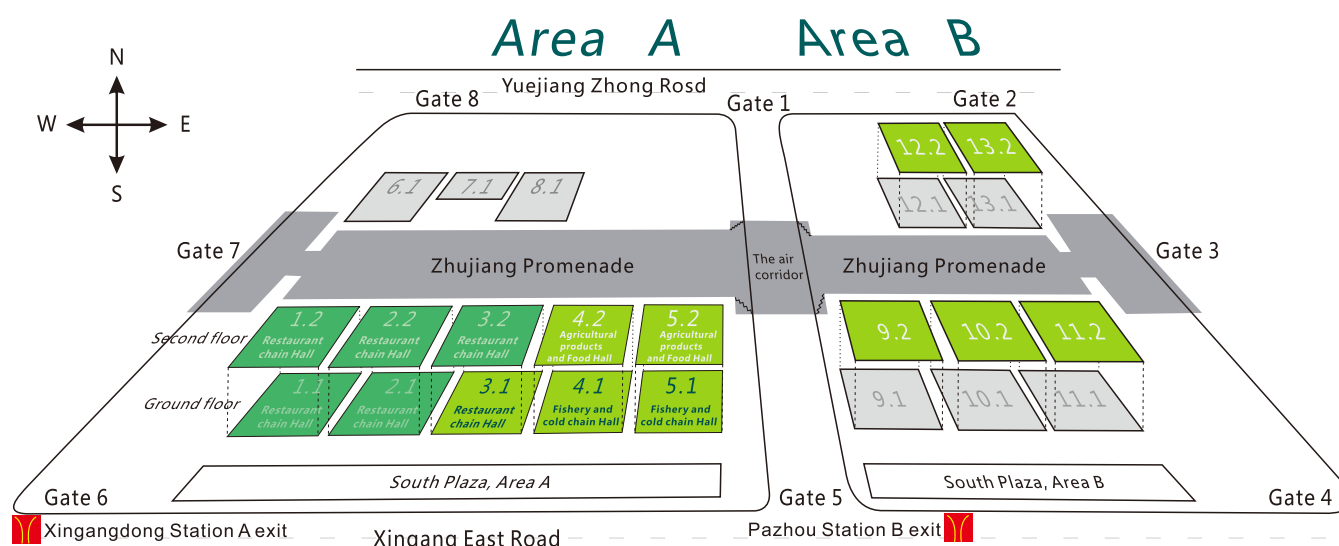 Area A Area B
N
W E
S
Yuejiang Zhong Rosd
Gate 8
Gate 1
Gate 2
12.2
13.2
6.1
7.1
8.1
12.1
13.1
Gate 7
Zhujiang Promenade
The air
corridor
Zhujiang Promenade
Gate 3
Second floor
1.2
Restaurant
chain Hall
2.2
Restaurant
chain Hall
3.2
Restaurant
chain Hall
4.2
Agricultural
products
and Food Hall
5.2
Agricultural
products
and Food Hall
9.2
10.2
11.2
Ground floor
1.1
Restaurant
chain Hall
2.1
Restaurant
chain Hall
3.1
Restaurant
chain Hall
4.1
Fishery and
cold chain Hall
5.1
Fishery and
cold chain Hall
9.1
10.1
11.1
South Plaza, Area A
South Plaza, Area B
Gate 6
Gate 5
Gate 4
Xingangdong Station A exit
Xingang East Road
Pazhou Station B exit